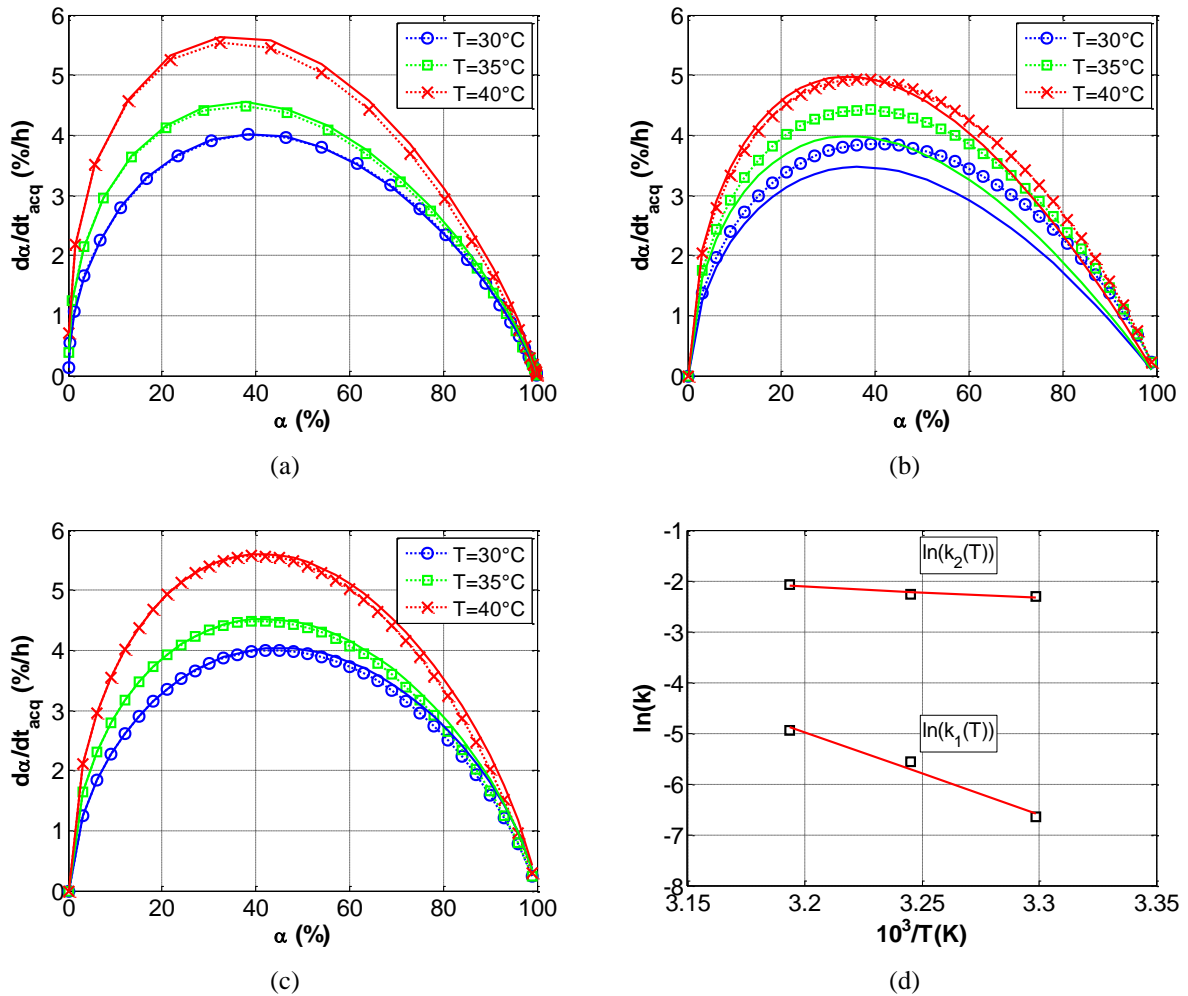 6
5
4
3
2
1
0
0 20 40 60 80 100
dα/dt_acq (%/h)
α (%)
T=30°C
T=35°C
T=40°C
(a)
6
5
4
3
2
1
0
0 20 40 60 80 100
dα/dt_acq (%/h)
α (%)
T=30°C
T=35°C
T=40°C
(b)
6
5
4
3
2
1
0
0 20 40 60 80 100
dα/dt_acq (%/h)
α (%)
T=30°C
T=35°C
T=40°C
(c)
-1
-2
-3
-4
-5
-6
-7
-8
3.15 3.2 3.25 3.3 3.35
ln(k)
10^3/T(K)
ln(k_2(T))
ln(k_1(T))
(d)